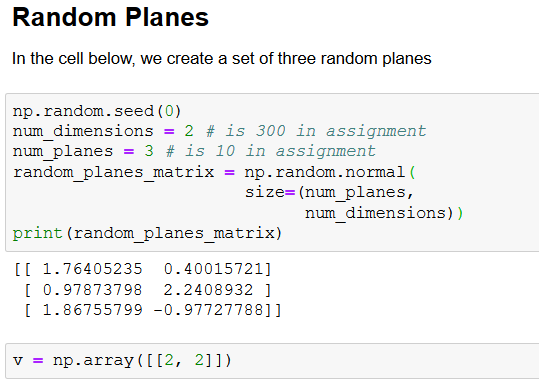 Random Planes
In the cell below, we create a set of three random planes
np.random.seed(0)
num_dimensions = 2 # is 300 in assignment
num_planes = 3 # is 10 in assignment
random_planes_matrix = np.random.normal(
                       size=(num_planes,
                             num_dimensions))
print(random_planes_matrix)
[[ 1.76405235  0.40015721]
 [ 0.97873798  2.2408932 ]
 [ 1.86755799 -0.97727788]]
v = np.array([[2, 2]])